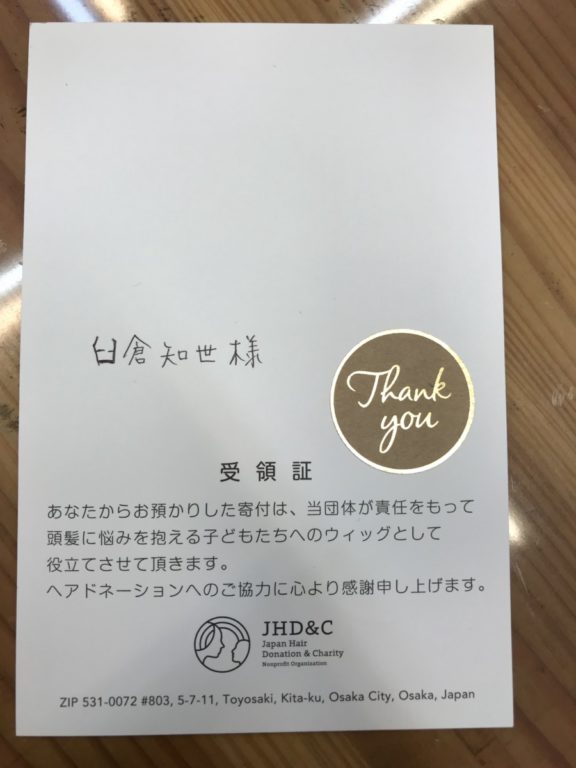 臼倉知世様
Thank
you
受領証
あなたからお預かりした寄付は、当団体が責任をもって
頭髪に悩みを抱える子どもたちへのウィッグとして
役立てさせて頂きます。
ヘアドネーションへのご協力に心より感謝申し上げます。
JHD&C
Japan Hair
Donation & Charity
Nonprofit Organization
ZIP 531-0072 #803, 5-7-11, Toyosaki, Kita-ku, Osaka City, Osaka, Japan